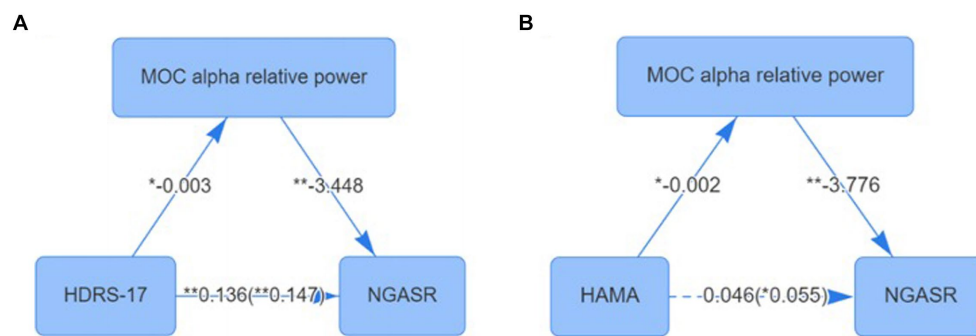 A
MOC alpha relative power
*-0.003
**-3.448
HDRS-17
**0.136(**0.147)
NGASR
B
MOC alpha relative power
*-0.002
**-3.776
HAMA
0.046(*0.055)
NGASR